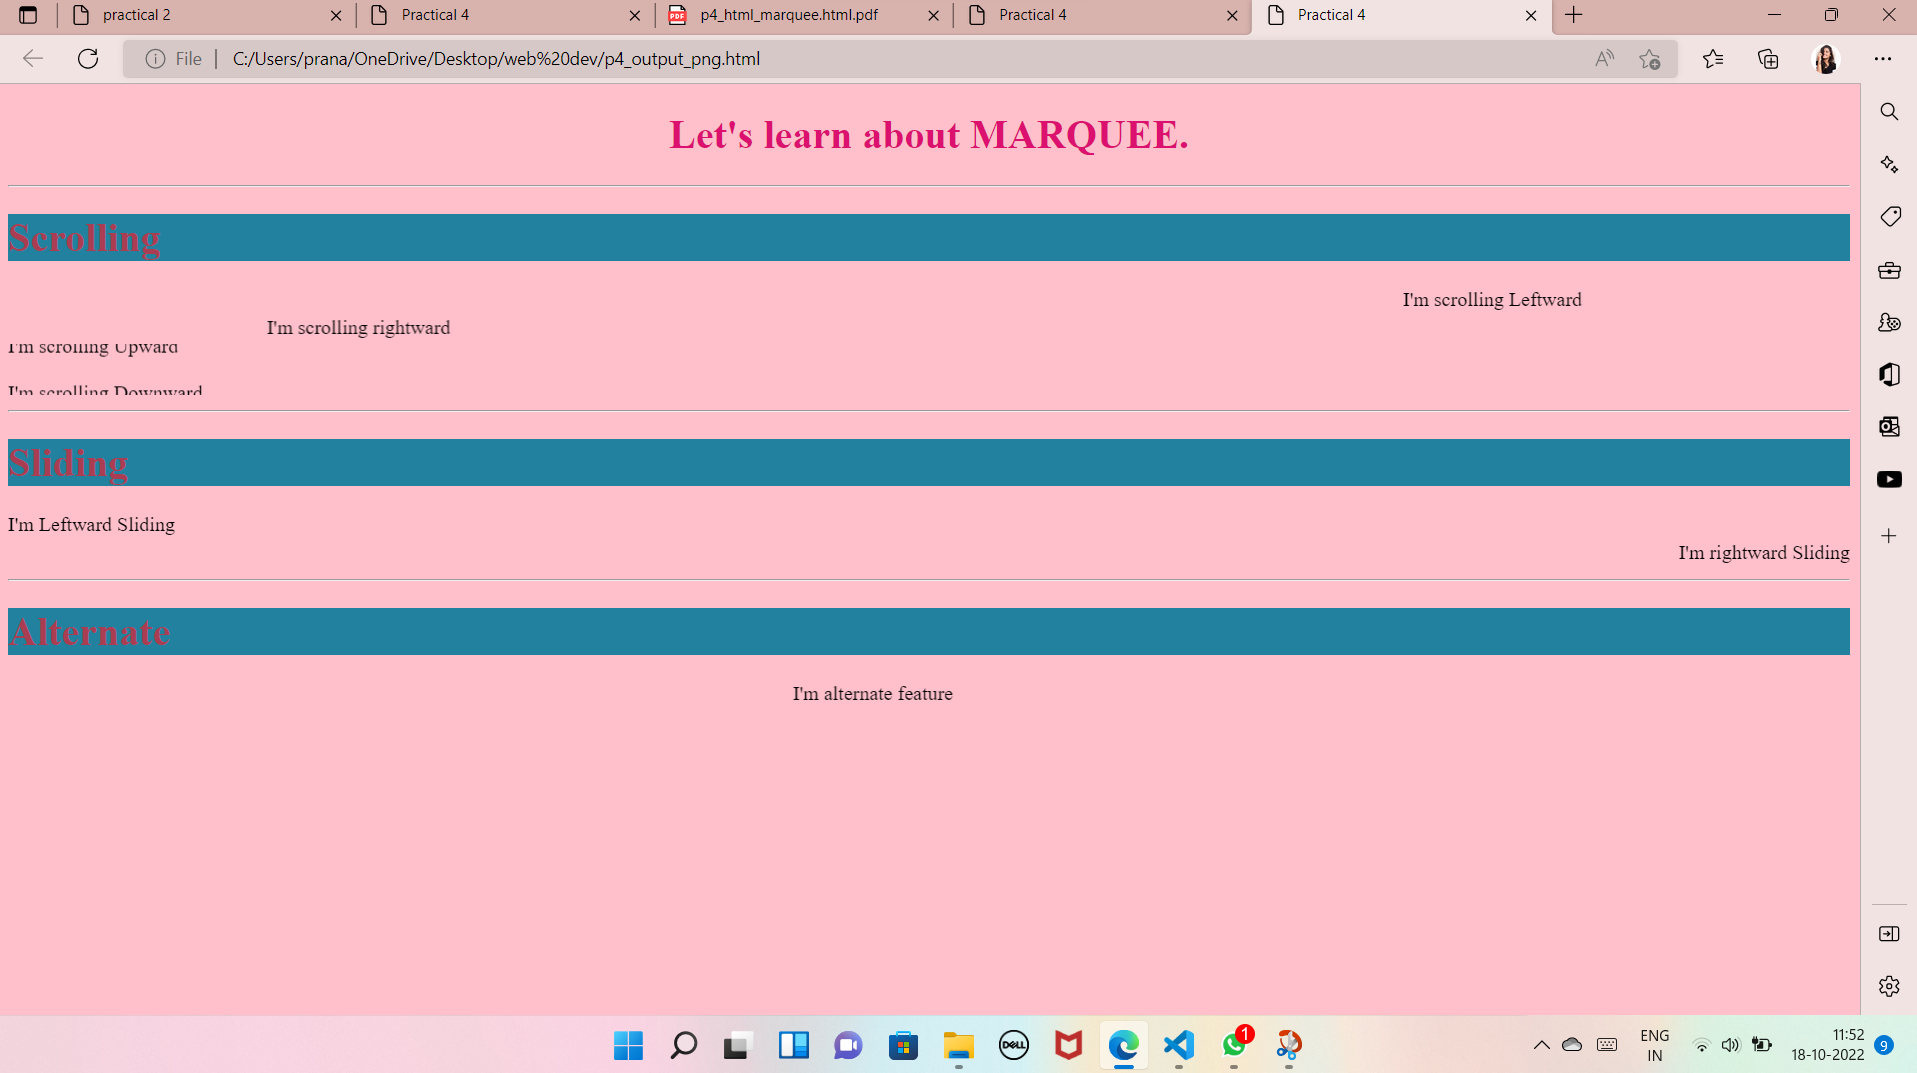 practical 2
Practical 4
p4_html_marquee.html.pdf
Practical 4
Practical 4
File
C:/Users/prana/OneDrive/Desktop/web%20dev/p4_output_png.html
Let's learn about MARQUEE.
Scrolling
I'm scrolling Leftward
I'm scrolling rightward
I'm scrolling Upward
I'm scrolling Downward
Sliding
I'm Leftward Sliding
I'm rightward Sliding
Alternate
I'm alternate feature
PDF
DELL
1
ENG
IN
11:52
18-10-2022
9